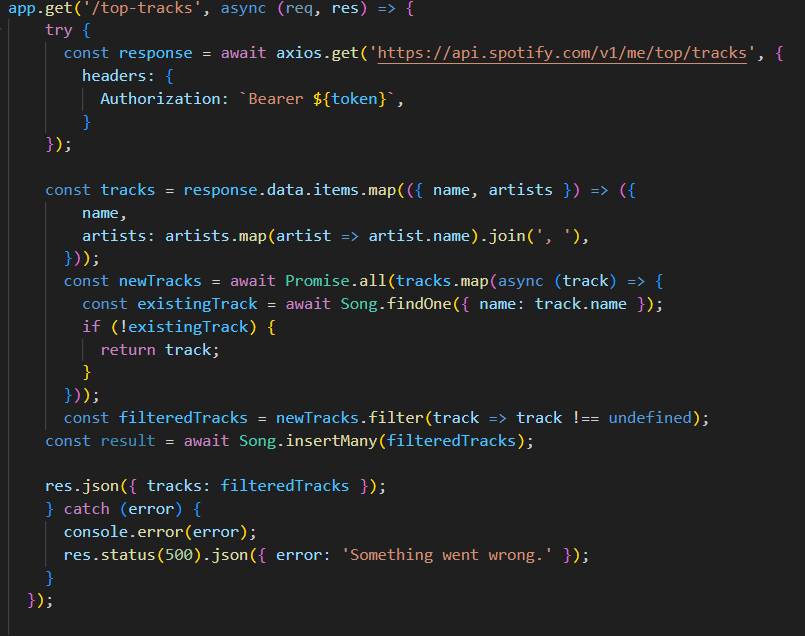 app.get('/top-tracks', async (req, res) => {
try {
const response = await axios.get('https://api.spotify.com/v1/me/top/tracks', {
headers: {
Authorization: `Bearer ${token}`,
}
});
const tracks = response.data.items.map(({ name, artists }) => ({
name,
artists: artists.map(artist => artist.name).join(', '),
}));
const newTracks = await Promise.all(tracks.map(async (track) => {
const existingTrack = await Song.findOne({ name: track.name });
if (!existingTrack) {
return track;
}
}));
const filteredTracks = newTracks.filter(track => track !== undefined);
const result = await Song.insertMany(filteredTracks);
res.json({ tracks: filteredTracks });
} catch (error) {
console.error(error);
res.status(500).json({ error: 'Something went wrong.' });
}
});